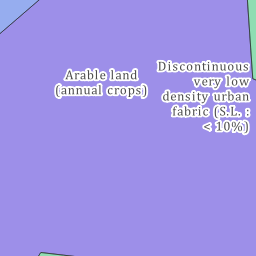 Arable land
(annual crops)
Discontinuous
very low
density urban
fabric (S.L. :
< 10%)